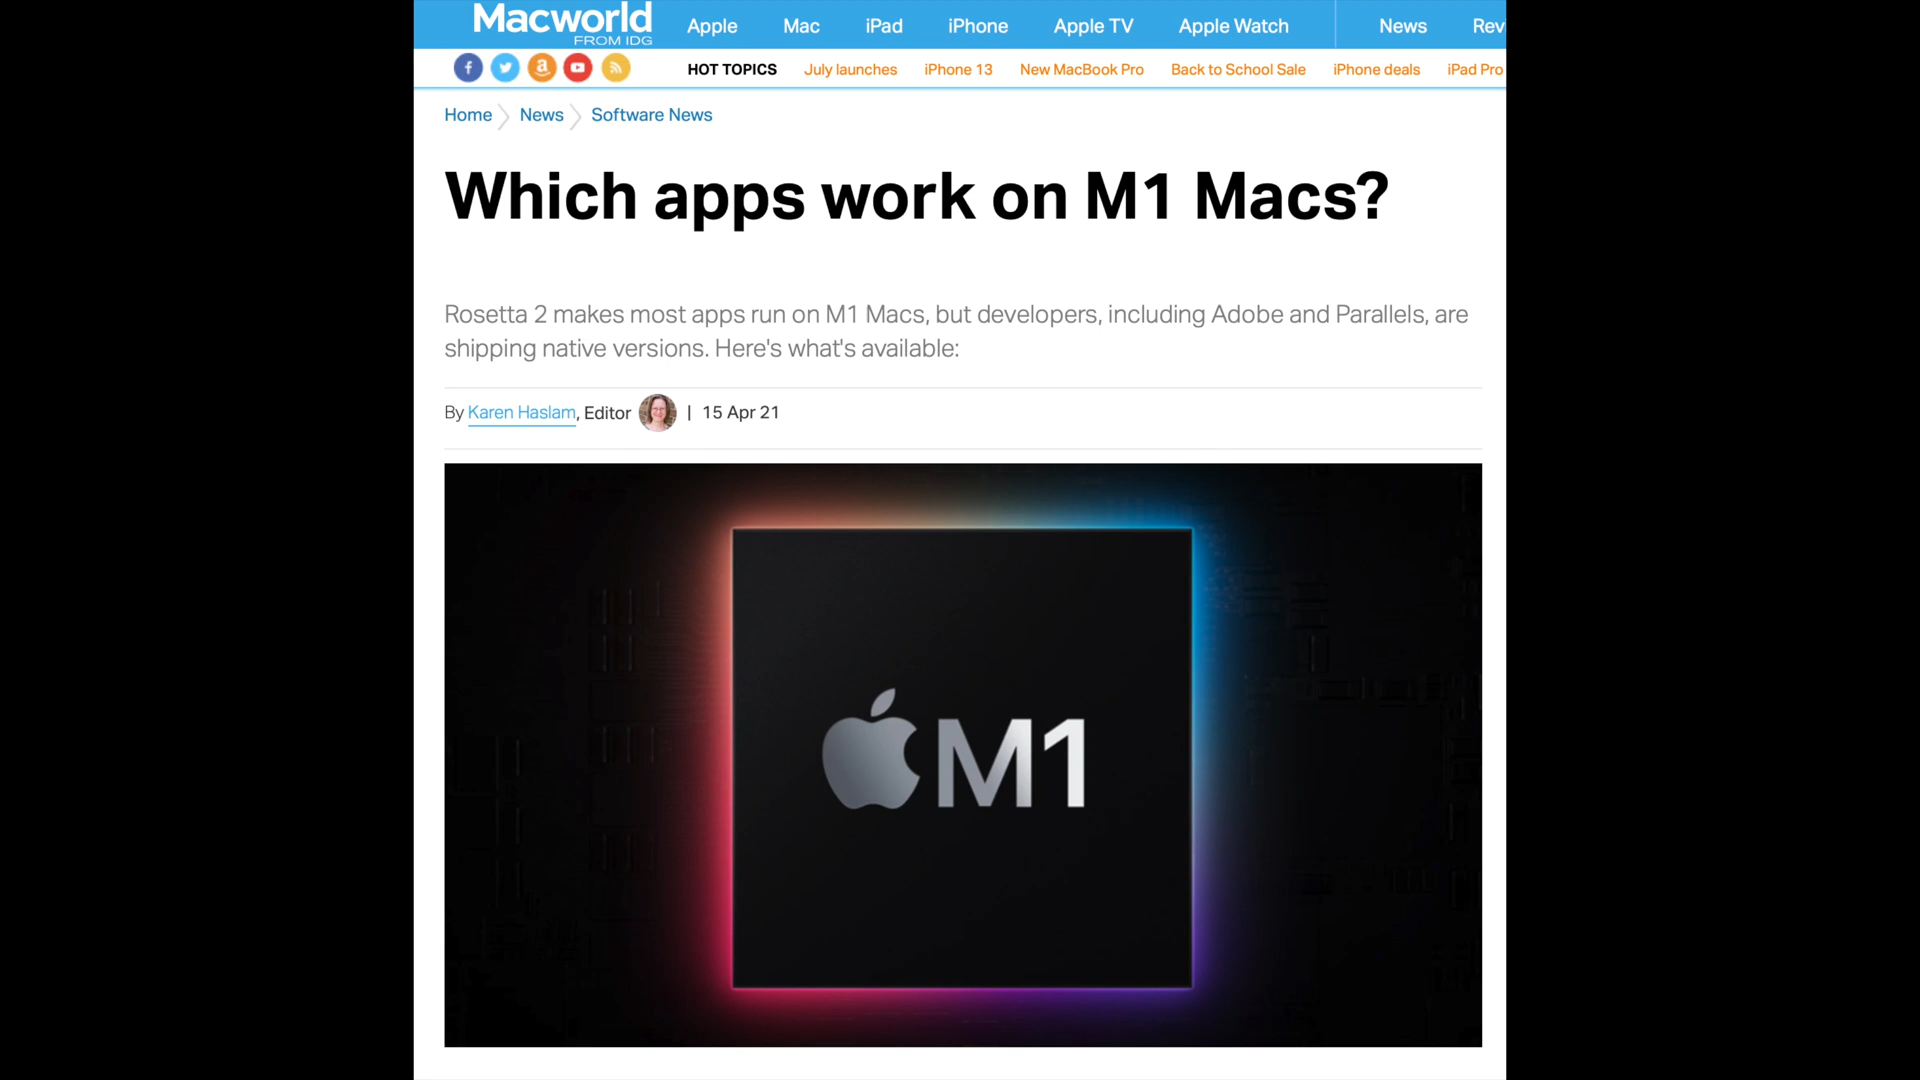 Macworld
FROM IDG
Apple Mac iPad iPhone Apple TV Apple Watch News Rev
HOT TOPICS July launches iPhone 13 New MacBook Pro Back to School Sale iPhone deals iPad Pro
Home News Software News
Which apps work on M1 Macs?
Rosetta 2 makes most apps run on M1 Macs, but developers, including Adobe and Parallels, are
shipping native versions. Here's what's available:
By Karen Haslam, Editor | 15 Apr 21
M1